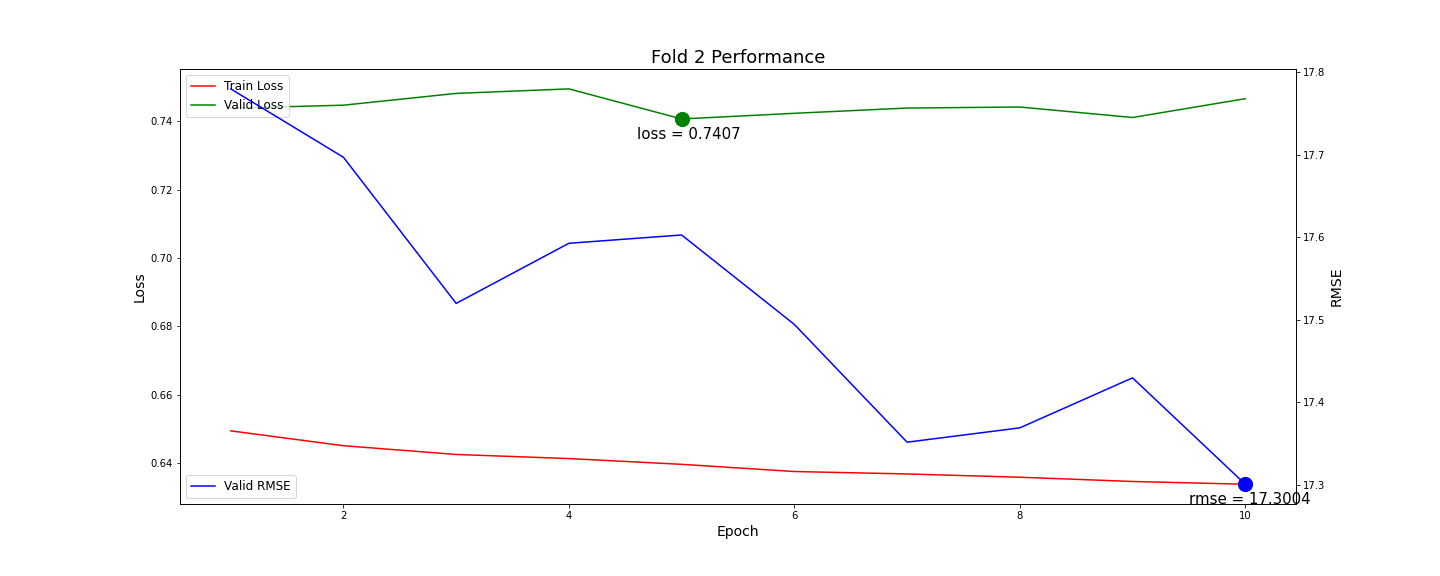 Fold 2 Performance
Train Loss
Valid Loss
Valid RMSE
loss = 0.7407
rmse = 17.3004
0.74
0.72
0.70
0.68
0.66
0.64
Loss
17.8
17.7
17.6
17.5
17.4
17.3
RMSE
2 4 6 8 10
Epoch